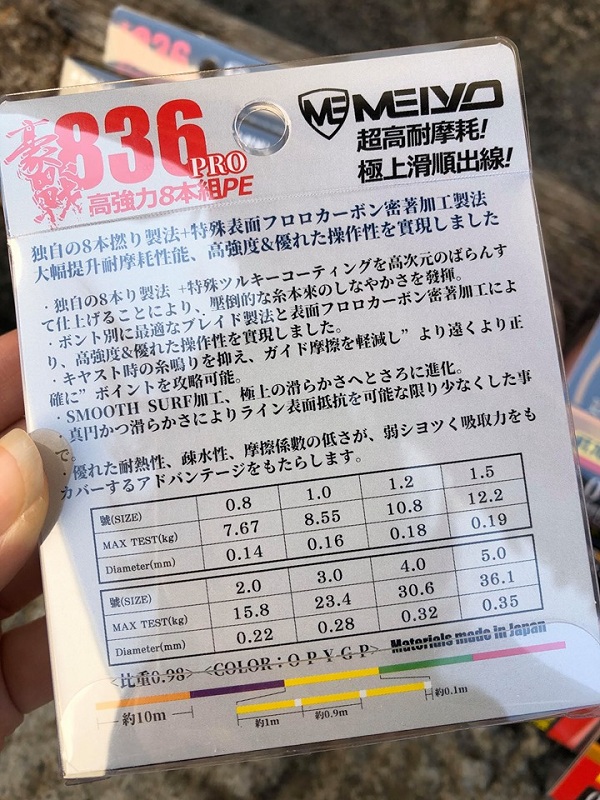 豪戰 836 PRO
高強力8本組PE
ME MEIYO
超高耐摩耗!
極上滑順出線!
独自の8本撚り製法+特殊表面フロロカーボン密著加工製法
大幅提升耐摩耗性能、高強度&優れた操作性を實現しました
・独自の8本り製法 +特殊ツルキーコーティングを高次元のばらんす
て仕上げることにより、壓倒的な糸本來のしなやかさを發揮。
・ポント別に最適なブレイド製法と表面フロロカーボン密著加工によ
り、高強度&優れた操作性を實現しました。
・キヤスト時の糸鳴りを抑え、ガイド摩擦を軽減し”より遠くより正
確に”ポイントを攻略可能。
・SMOOTH SURF加工、極上の滑らかさへとさろに進化。
・真円かつ滑らかさによりライン表面抵抗を可能な限り少なくした事
で。
・優れた耐熱性、疎水性、摩擦係數の低さが、弱シヨツく吸取力をも
カバーするアドバンテージをもたらします。
號(SIZE) 0.8 1.0 1.2 1.5
MAX TEST(kg) 7.67 8.55 10.8 12.2
Diameter(mm) 0.14 0.16 0.18 0.19
號(SIZE) 2.0 3.0 4.0 5.0
MAX TEST(kg) 15.8 23.4 30.6 36.1
Diameter(mm) 0.22 0.28 0.32 0.35
<比重0.98> <COLOR:O P Y G P> Materials made in Japan
約10m
約1m 約0.9m 約0.1m
836